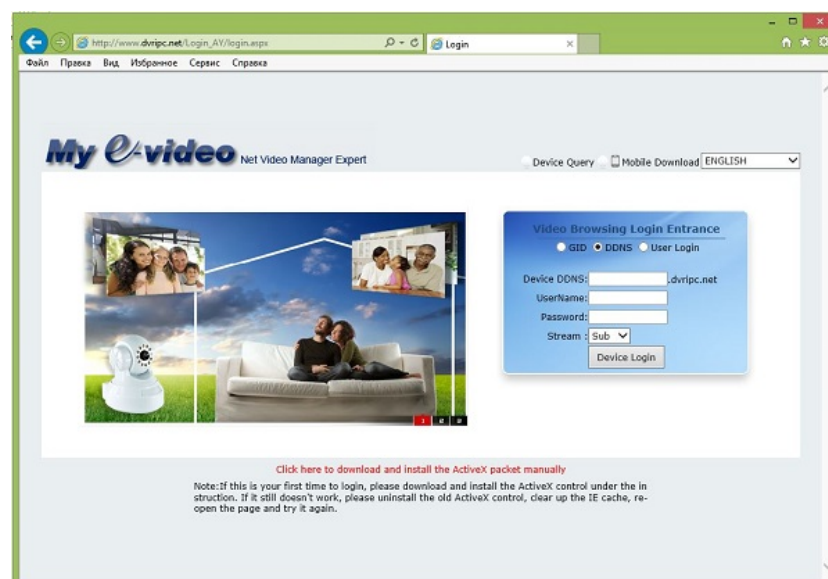 http://www.dvripc.net/Login_AY/login.aspx
Login
Файл Правка Вид Избранное Сервис Справка
My e-video Net Video Manager Expert
Device Query Mobile Download ENGLISH
Video Browsing Login Entrance
GID DDNS User Login
Device DDNS: .dvripc.net
UserName:
Password:
Stream : Sub
Device Login
Click here to download and install the ActiveX packet manually
Note:If this is your first time to login, please download and install the ActiveX control under the in
struction. If it still doesn't work, please uninstall the old ActiveX control, clear up the IE cache, re-
open the page and try it again.